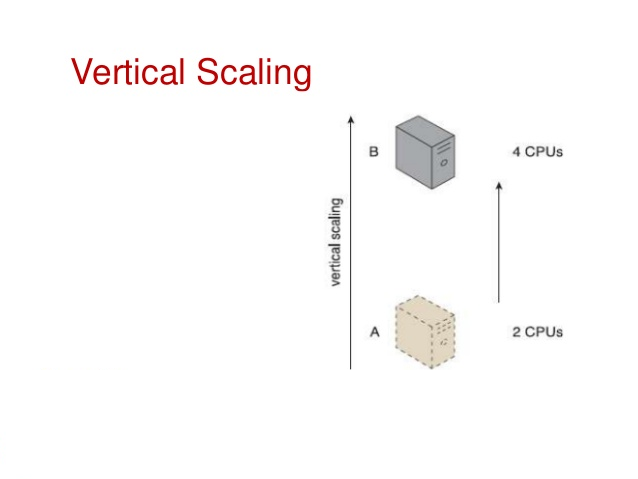 Vertical Scaling
B
4 CPUs
vertical scaling
A
2 CPUs